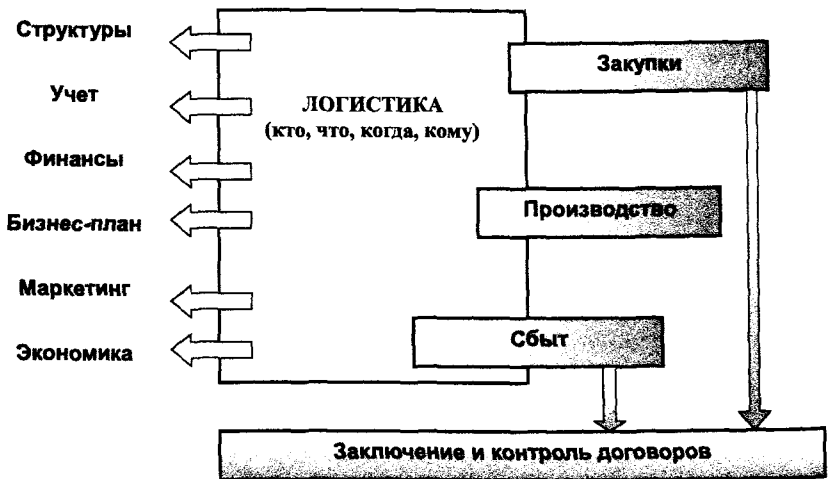 Структуры
Учет
Финансы
Бизнес-план
Маркетинг
Экономика
ЛОГИСТИКА
(кто, что, когда, кому)
Закупки
Производство
Сбыт
Заключение и контроль договоров